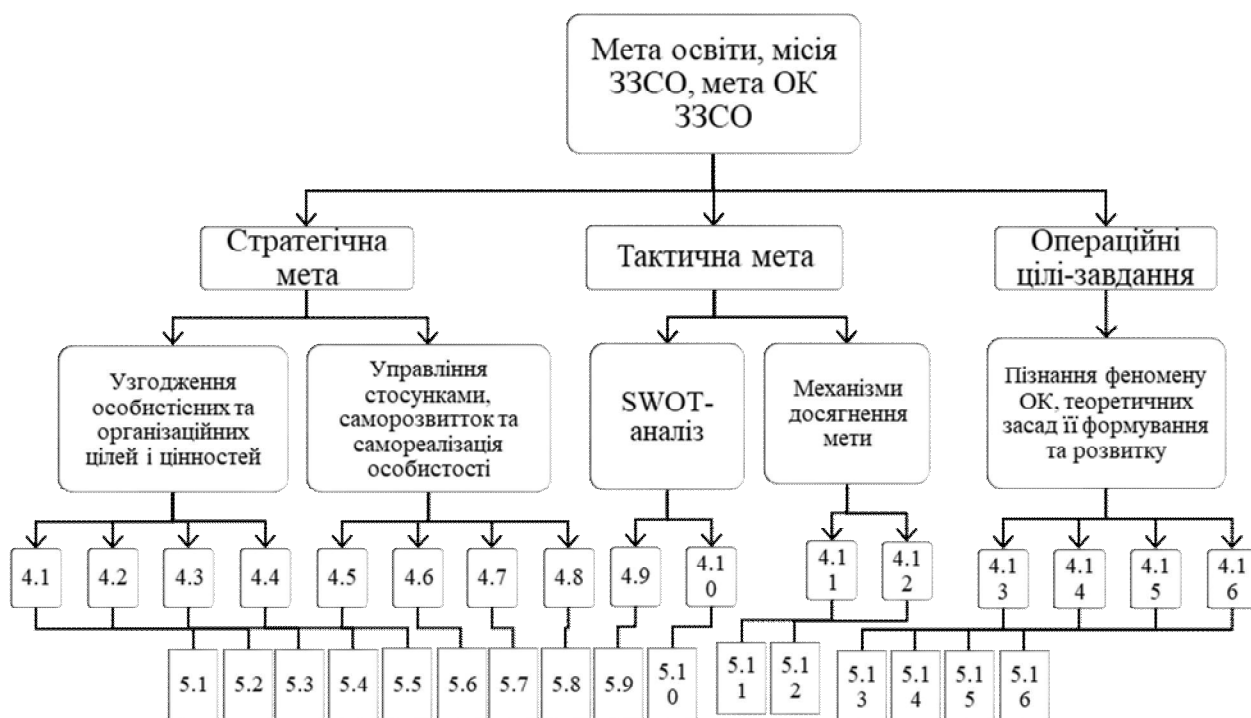 Мета освіти, місія
ЗЗСО, мета ОК
ЗЗСО
Стратегічна
мета
Тактична мета
Операційні
цілі-завдання
Узгодження
особистісних та
організаційних
цілей і цінностей
Управління
стосунками,
саморозвитток та
самореалізація
особистості
SWOT-
аналіз
Механізми
досягнення
мети
Пізнання феномену
ОК, теоретичних
засад її формування
та розвитку
4.1
4.2
4.3
4.4
4.5
4.6
4.7
4.8
4.9
4.1
0
4.1
1
4.1
2
4.1
3
4.1
4
4.1
5
4.1
6
5.1
5.2
5.3
5.4
5.5
5.6
5.7
5.8
5.9
5.1
0
5.1
1
5.1
2
5.1
3
5.1
4
5.1
5
5.1
6